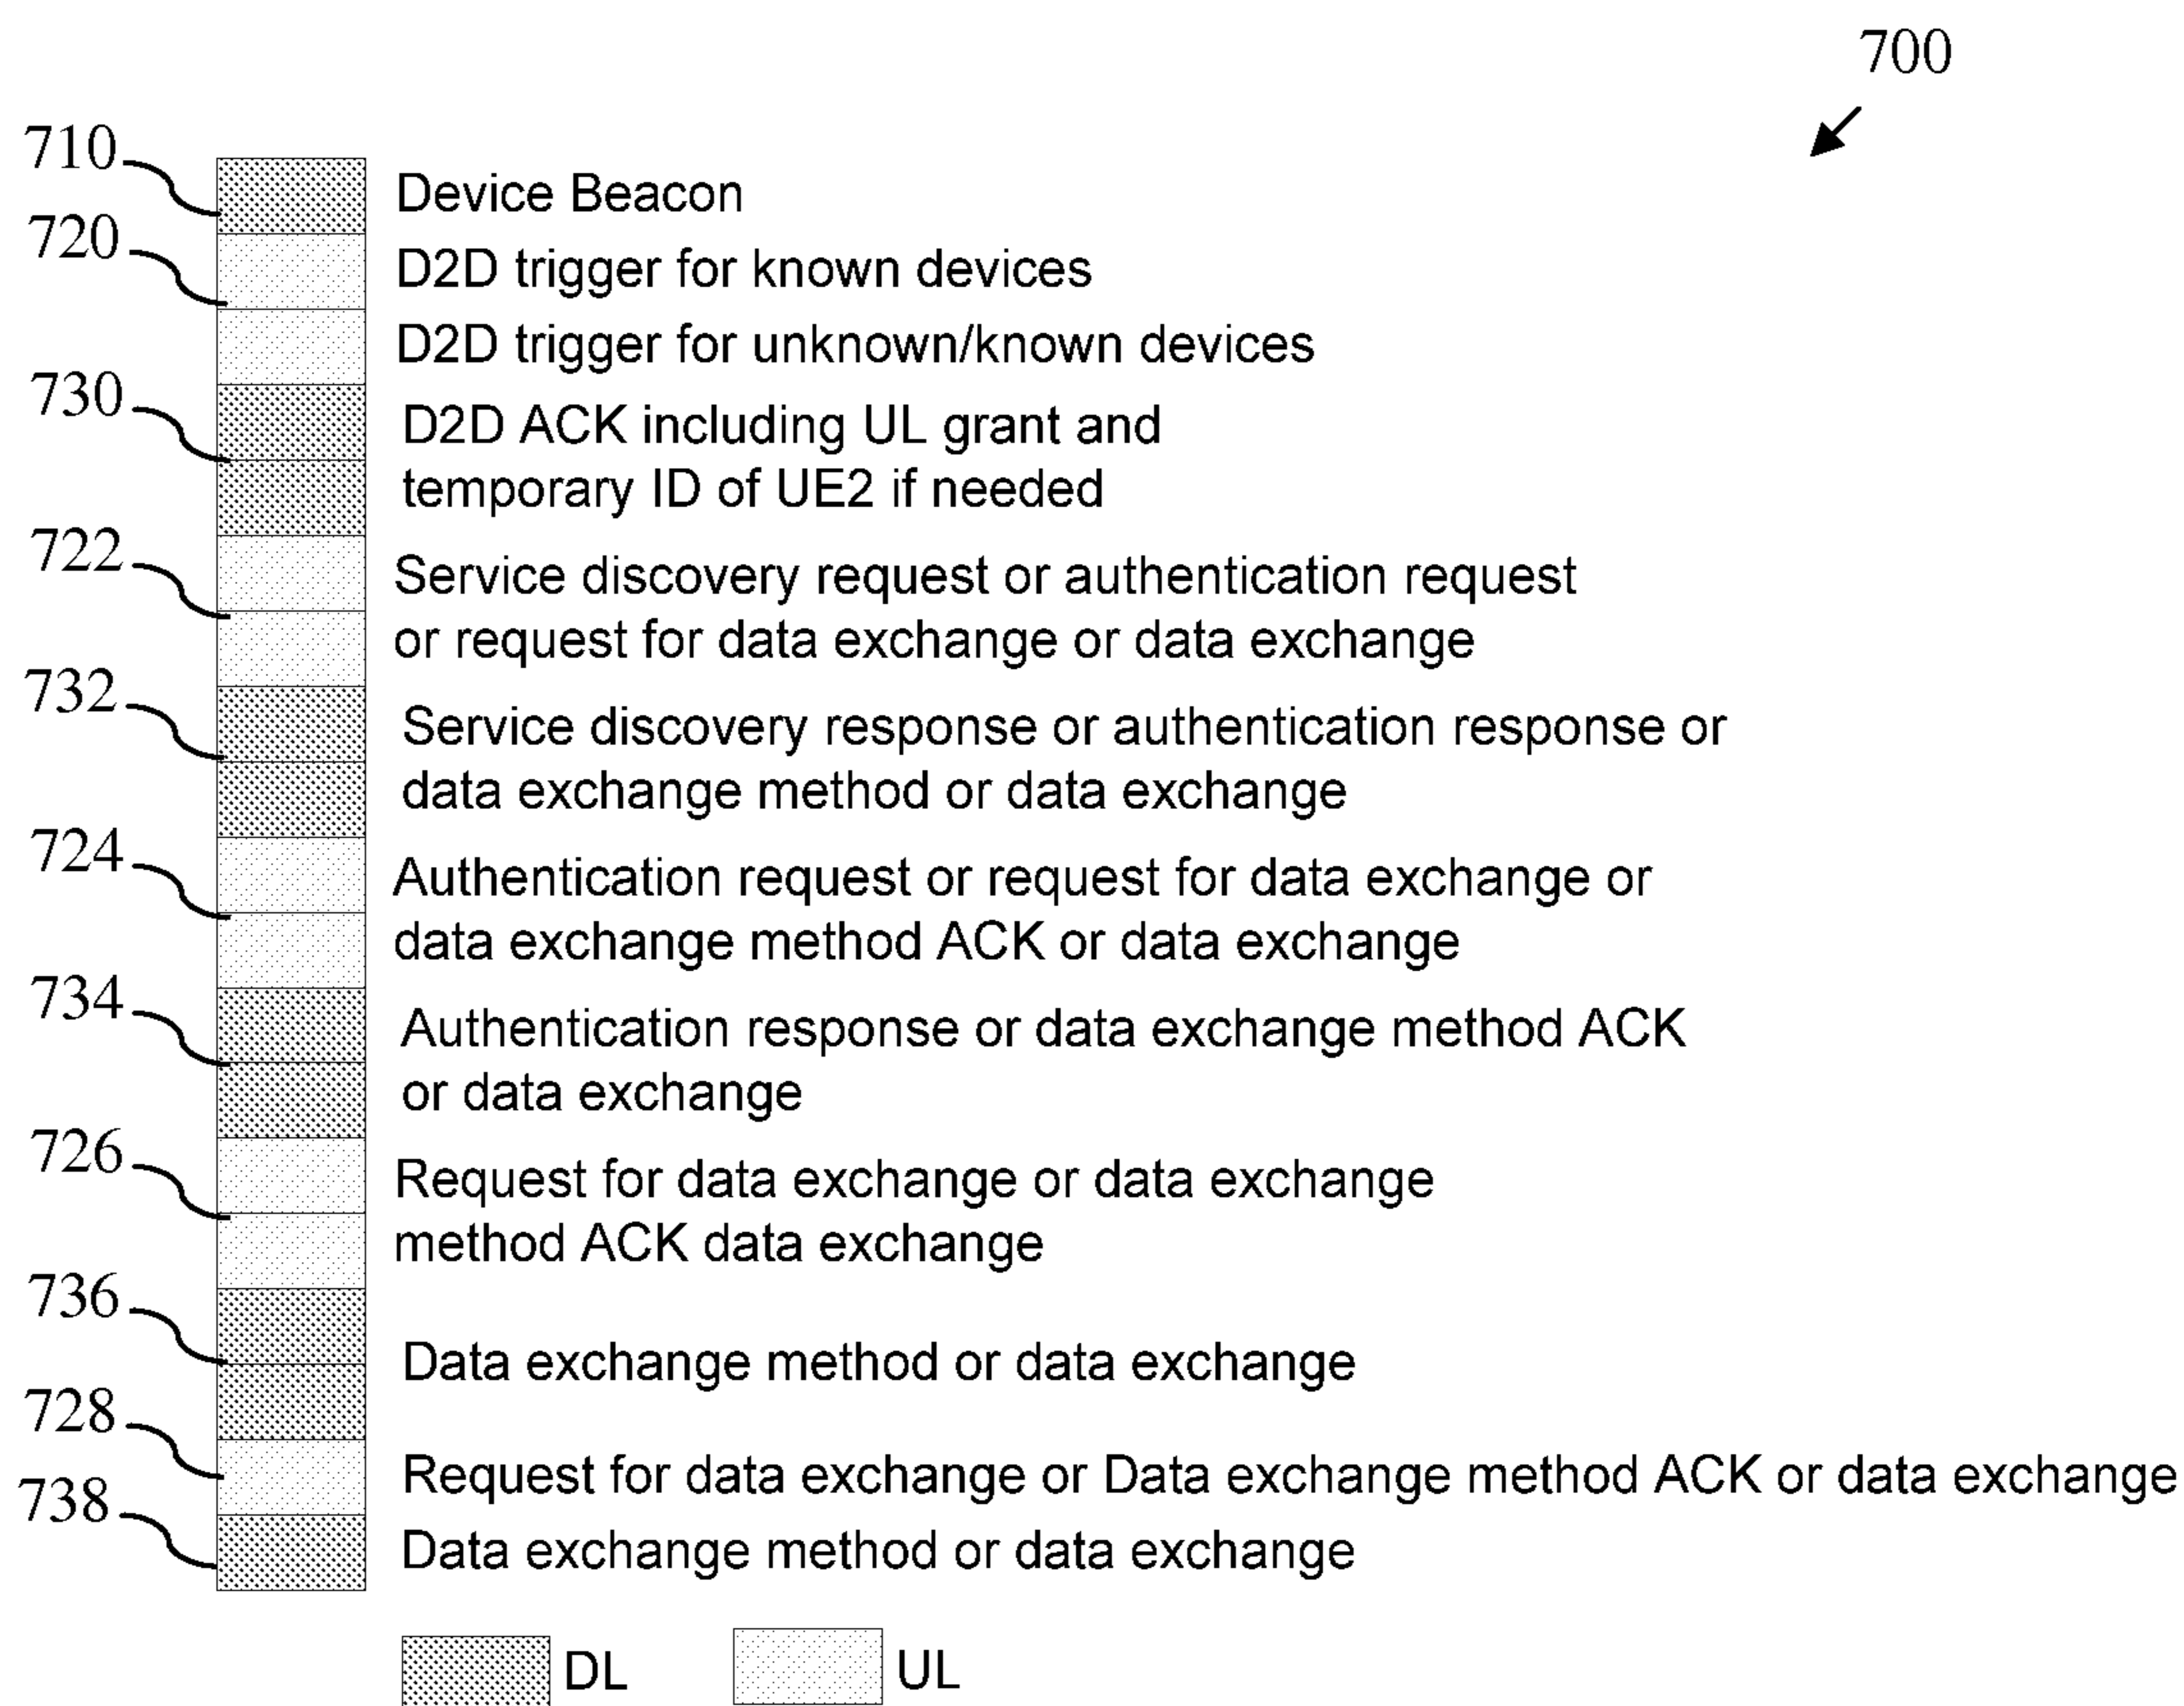 700
710
Device Beacon
720
D2D trigger for known devices
D2D trigger for unknown/known devices
730
D2D ACK including UL grant and
temporary ID of UE2 if needed
722
Service discovery request or authentication request
or request for data exchange or data exchange
732
Service discovery response or authentication response or
data exchange method or data exchange
724
Authentication request or request for data exchange or
data exchange method ACK or data exchange
734
Authentication response or data exchange method ACK
or data exchange
726
Request for data exchange or data exchange
method ACK data exchange
736
Data exchange method or data exchange
728
Request for data exchange or Data exchange method ACK or data exchange
738
Data exchange method or data exchange
DL
UL